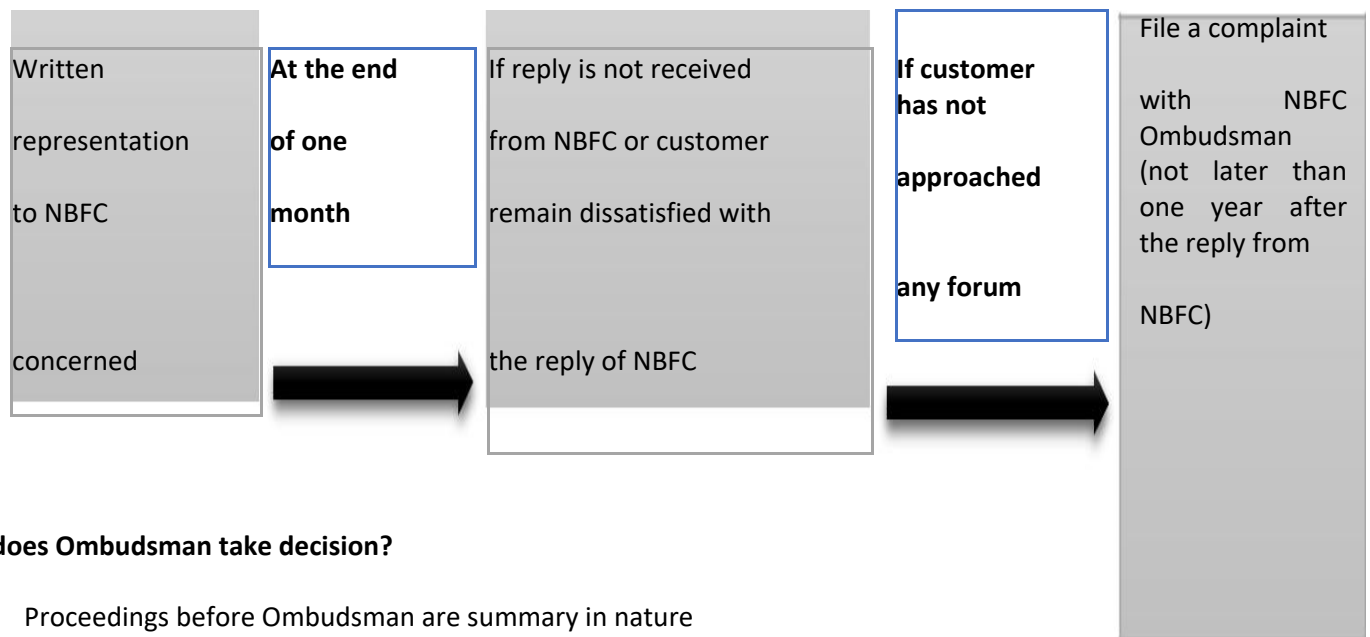 Written
representation
to NBFC
concerned
At the end
of one
month
If reply is not received
from NBFC or customer
remain dissatisfied with
the reply of NBFC
If customer
has not
approached
any forum
File a complaint
with NBFC
Ombudsman
(not later than
one year after
the reply from
NBFC)
does Ombudsman take decision?
Proceedings before Ombudsman are summary in nature